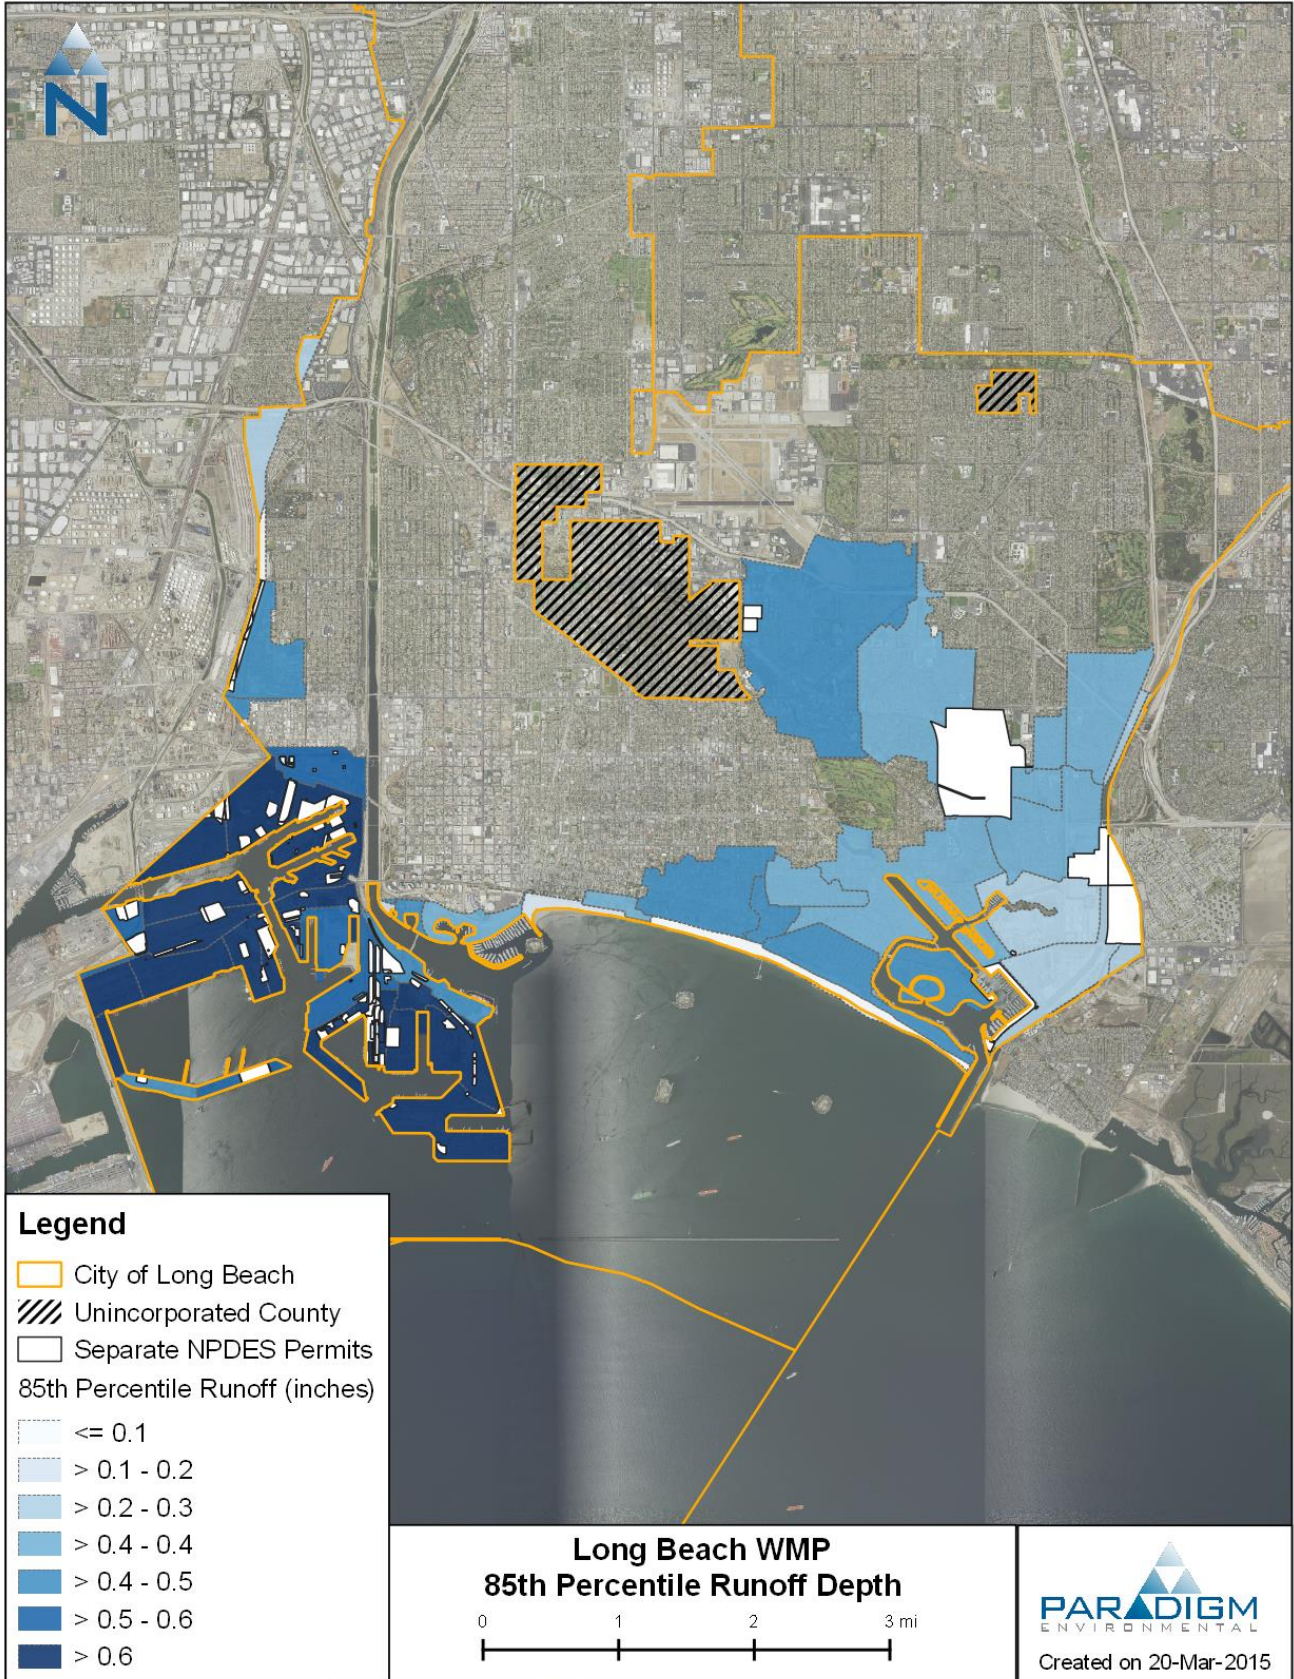 N
Legend
City of Long Beach
Unincorporated County
Separate NPDES Permits
85th Percentile Runoff (inches)
<= 0.1
> 0.1 - 0.2
> 0.2 - 0.3
> 0.4 - 0.4
> 0.4 - 0.5
> 0.5 - 0.6
> 0.6
Long Beach WMP
85th Percentile Runoff Depth
0 1 2 3 mi
PARADIGM
ENVIRONMENTAL
Created on 20-Mar-2015